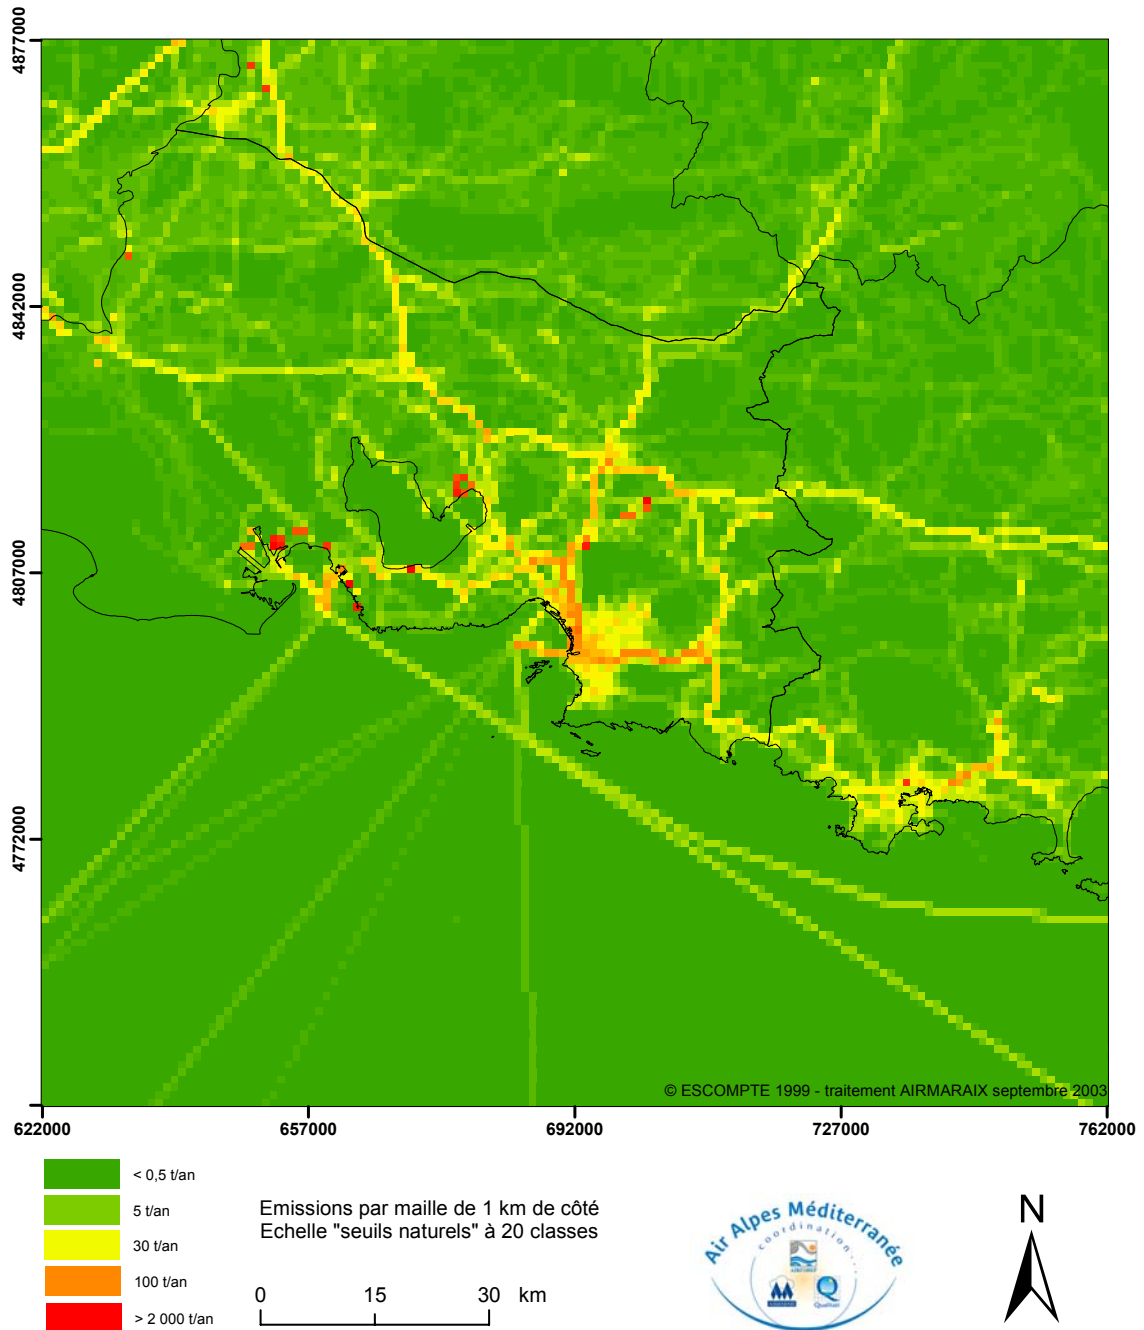 4877000
4842000
4807000
4772000
© ESCOMPTE 1999 - traitement AIRMARAIX septembre 2003
622000 657000 692000 727000 762000
< 0,5 t/an
5 t/an
30 t/an
100 t/an
> 2 000 t/an
Emissions par maille de 1 km de côté
Echelle "seuils naturels" à 20 classes
0 15 30 km
Air Alpes Méditerranée
coordination...
Qualitair
N